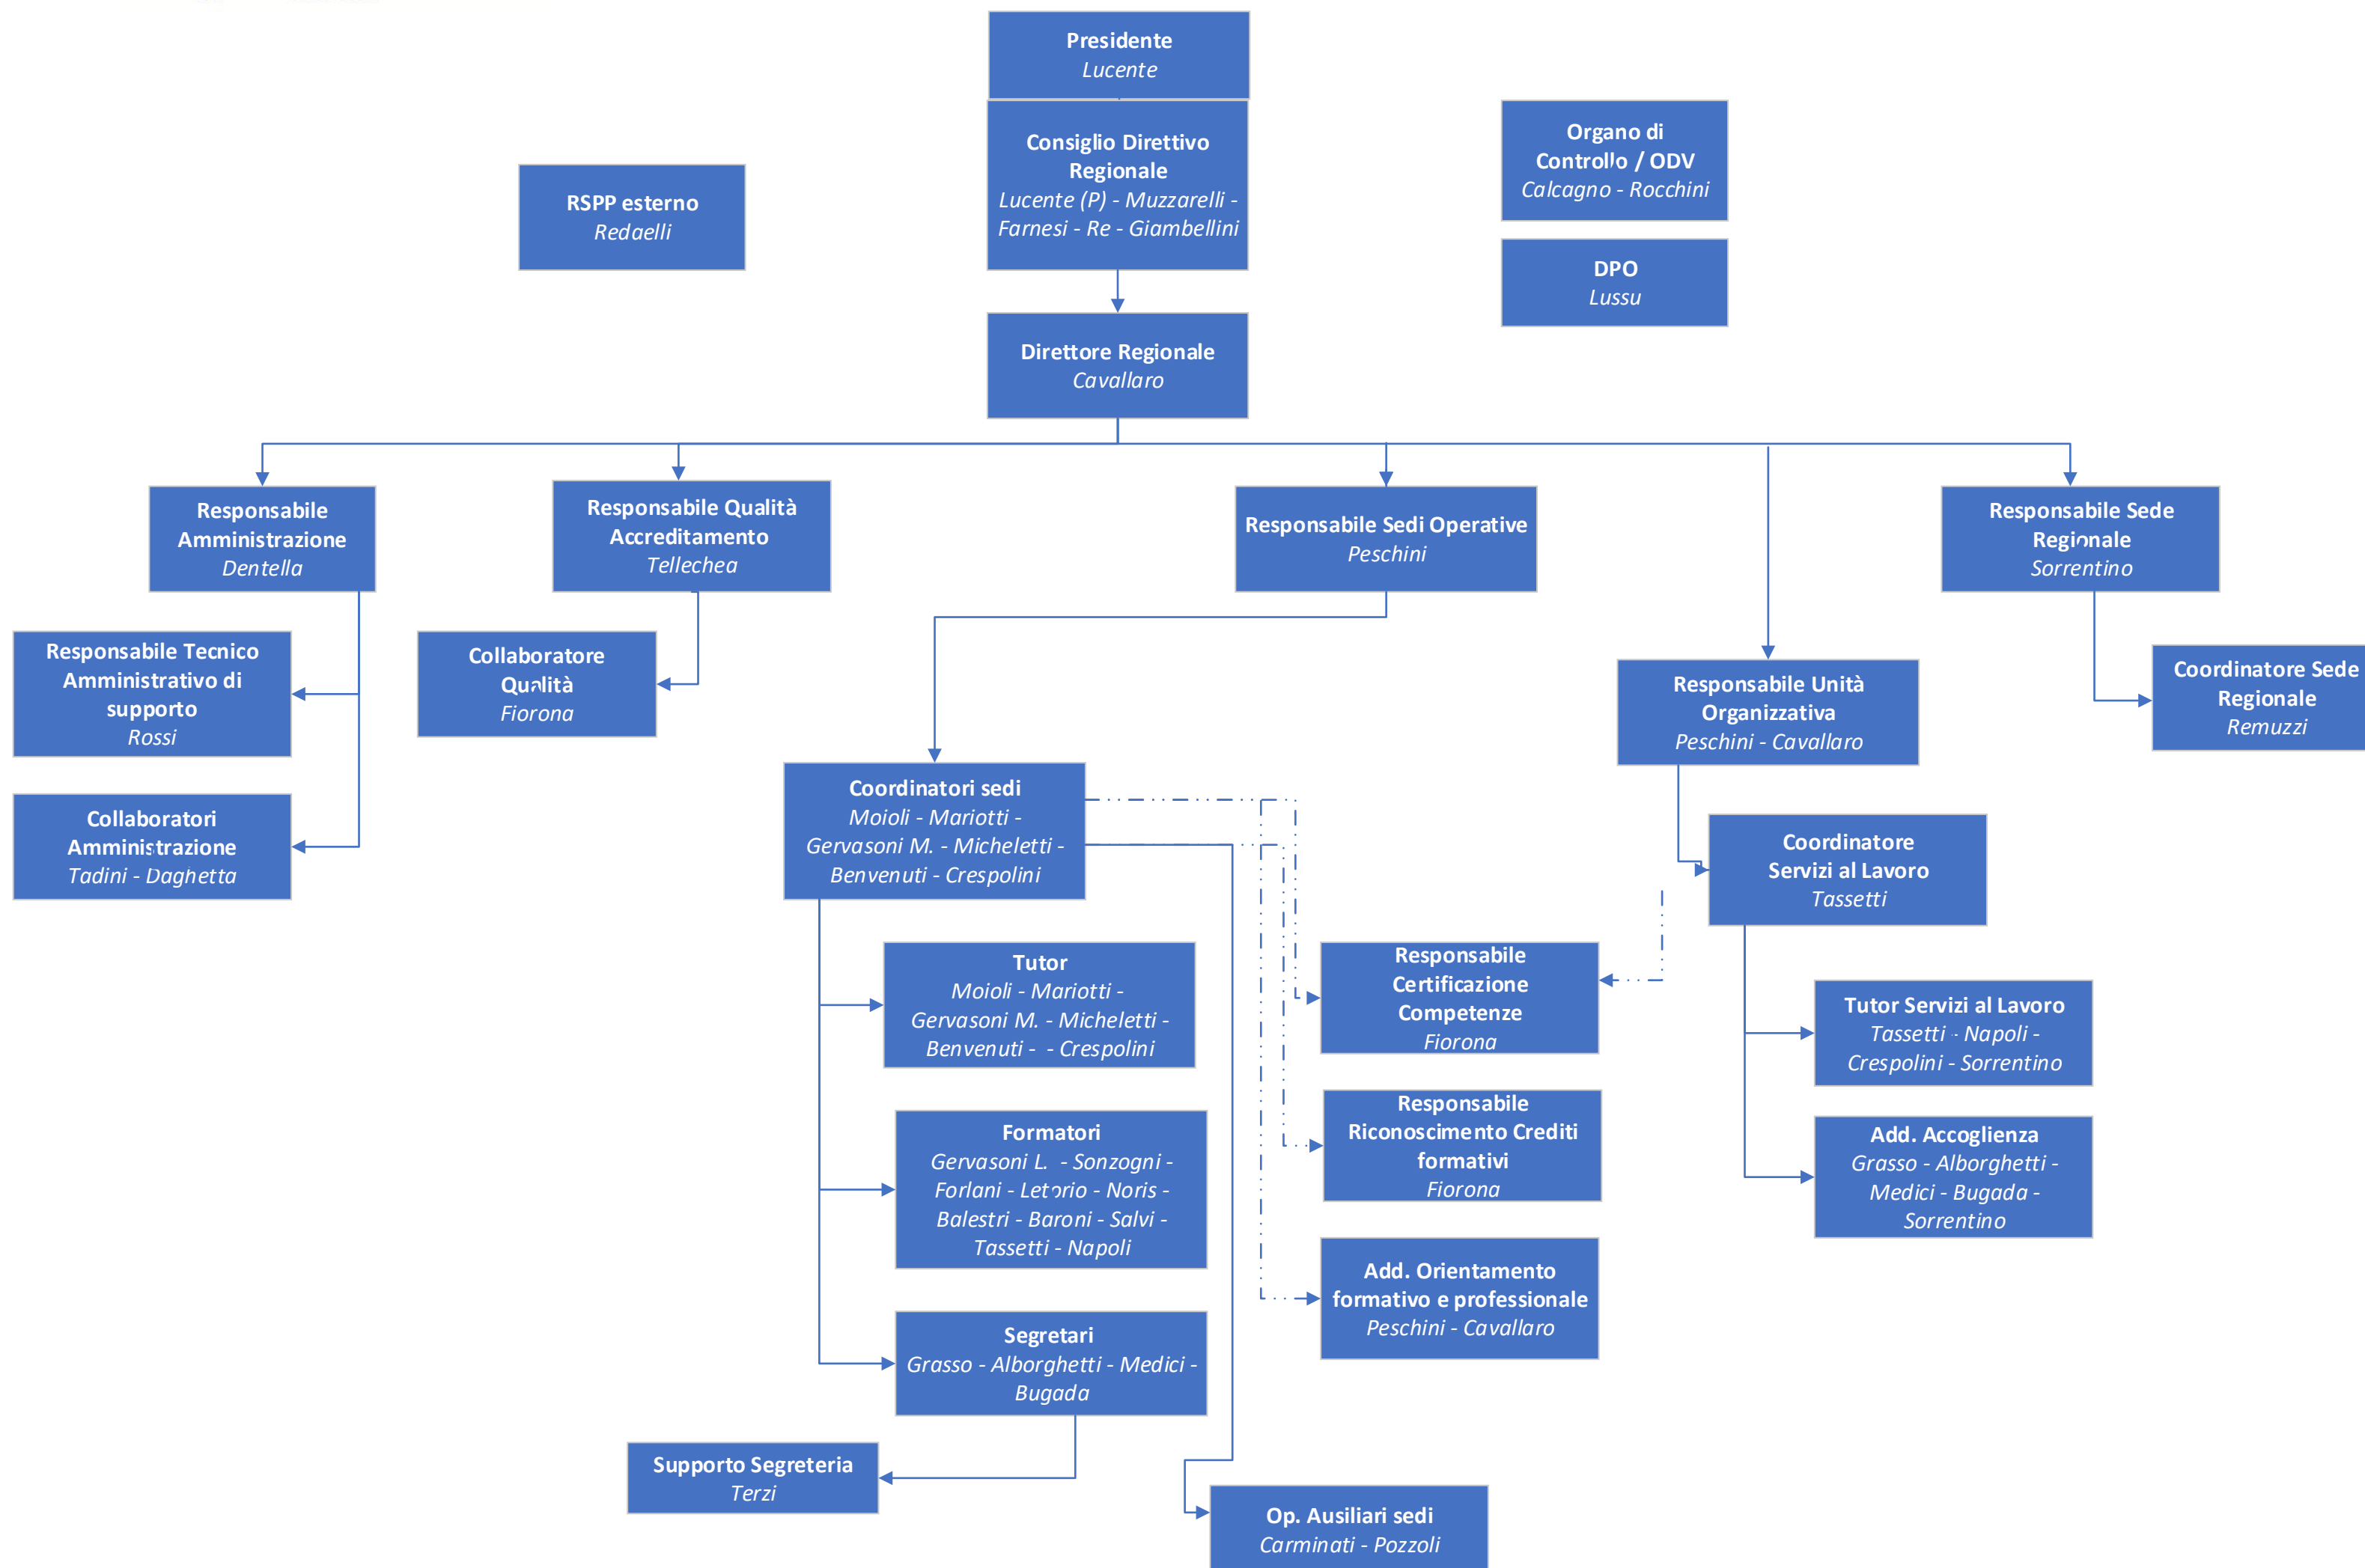 Presidente
Lucente
Consiglio Direttivo
Regionale
Lucente (P) - Muzzarelli -
Farnesi - Re - Giambellini
Organo di
Controllo / ODV
Calcagno - Rocchini
RSPP esterno
Redaelli
DPO
Lussu
Direttore Regionale
Cavallaro
Responsabile
Amministrazione
Dentella
Responsabile Qualità
Accreditamento
Tellechea
Responsabile Sedi Operative
Peschini
Responsabile Sede
Regionale
Sorrentino
Responsabile Tecnico
Amministrativo di
supporto
Rossi
Collaboratore
Qualità
Fiorona
Responsabile Unità
Organizzativa
Peschini - Cavallaro
Coordinatore Sede
Regionale
Remuzzi
Collaboratori
Amministrazione
Tadini - Daghetta
Coordinatori sedi
Moioli - Mariotti -
Gervasoni M. - Micheletti -
Benvenuti - Crespolini
Coordinatore
Servizi al Lavoro
Tassetti
Tutor
Moioli - Mariotti -
Gervasoni M. - Micheletti -
Benvenuti - - Crespolini
Responsabile
Certificazione
Competenze
Fiorona
Tutor Servizi al Lavoro
Tassetti - Napoli -
Crespolini - Sorrentino
Formatori
Gervasoni L. - Sonzogni -
Forlani - Letorio - Noris -
Balestri - Baroni - Salvi -
Tassetti - Napoli
Responsabile
Riconoscimento Crediti
formativi
Fiorona
Add. Accoglienza
Grasso - Alborghetti -
Medici - Bugada -
Sorrentino
Add. Orientamento
formativo e professionale
Peschini - Cavallaro
Segretari
Grasso - Alborghetti - Medici -
Bugada
Supporto Segreteria
Terzi
Op. Ausiliari sedi
Carminati - Pozzoli